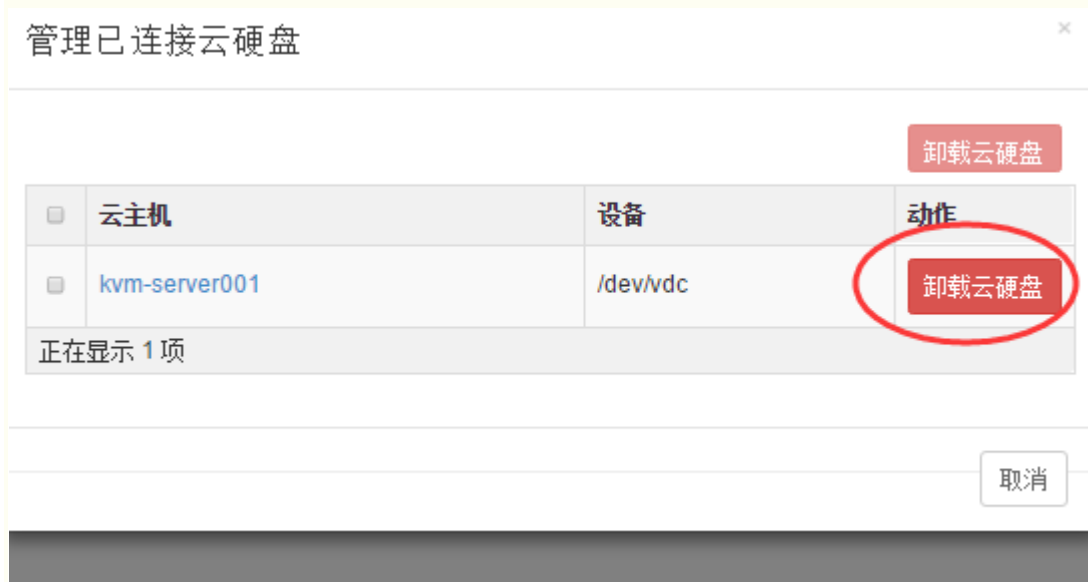 管理已连接云硬盘
×
卸载云硬盘
云主机 设备 动作
kvm-server001 /dev/vdc 卸载云硬盘
正在显示 1 项
取消